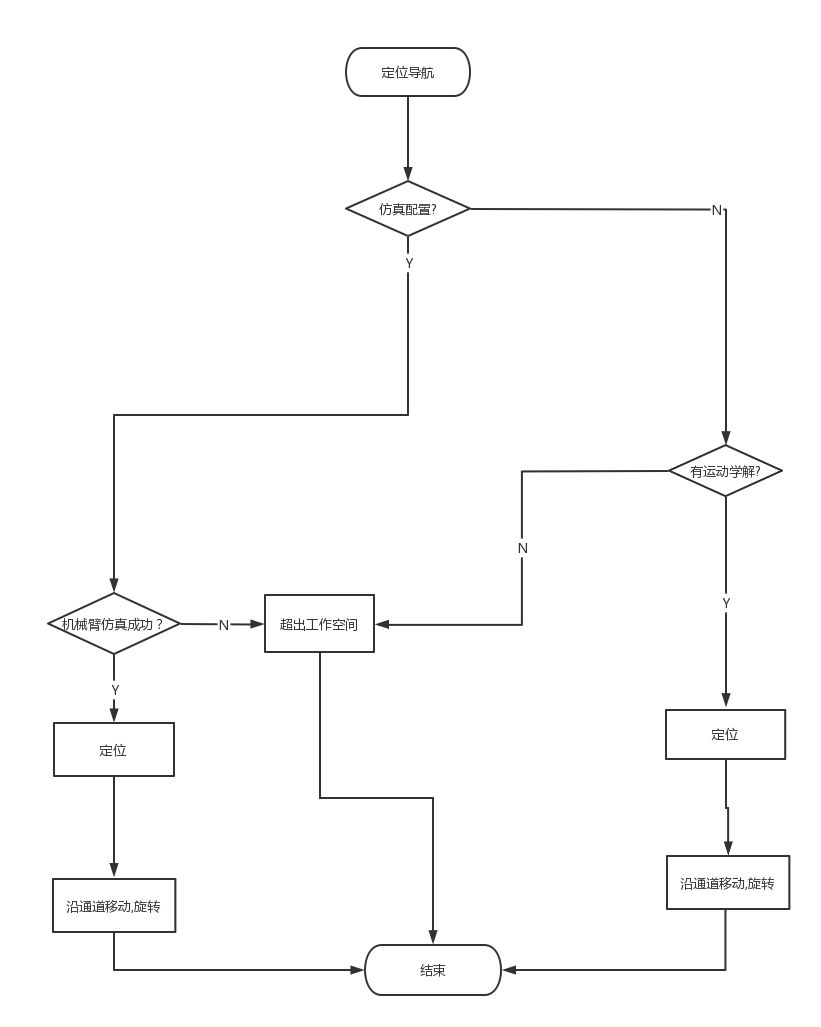 定位导航
仿真配置?
N
Y
有运动学解?
N
Y
机械臂仿真成功？
N
超出工作空间
Y
定位
定位
沿通道移动,旋转
沿通道移动,旋转
结束